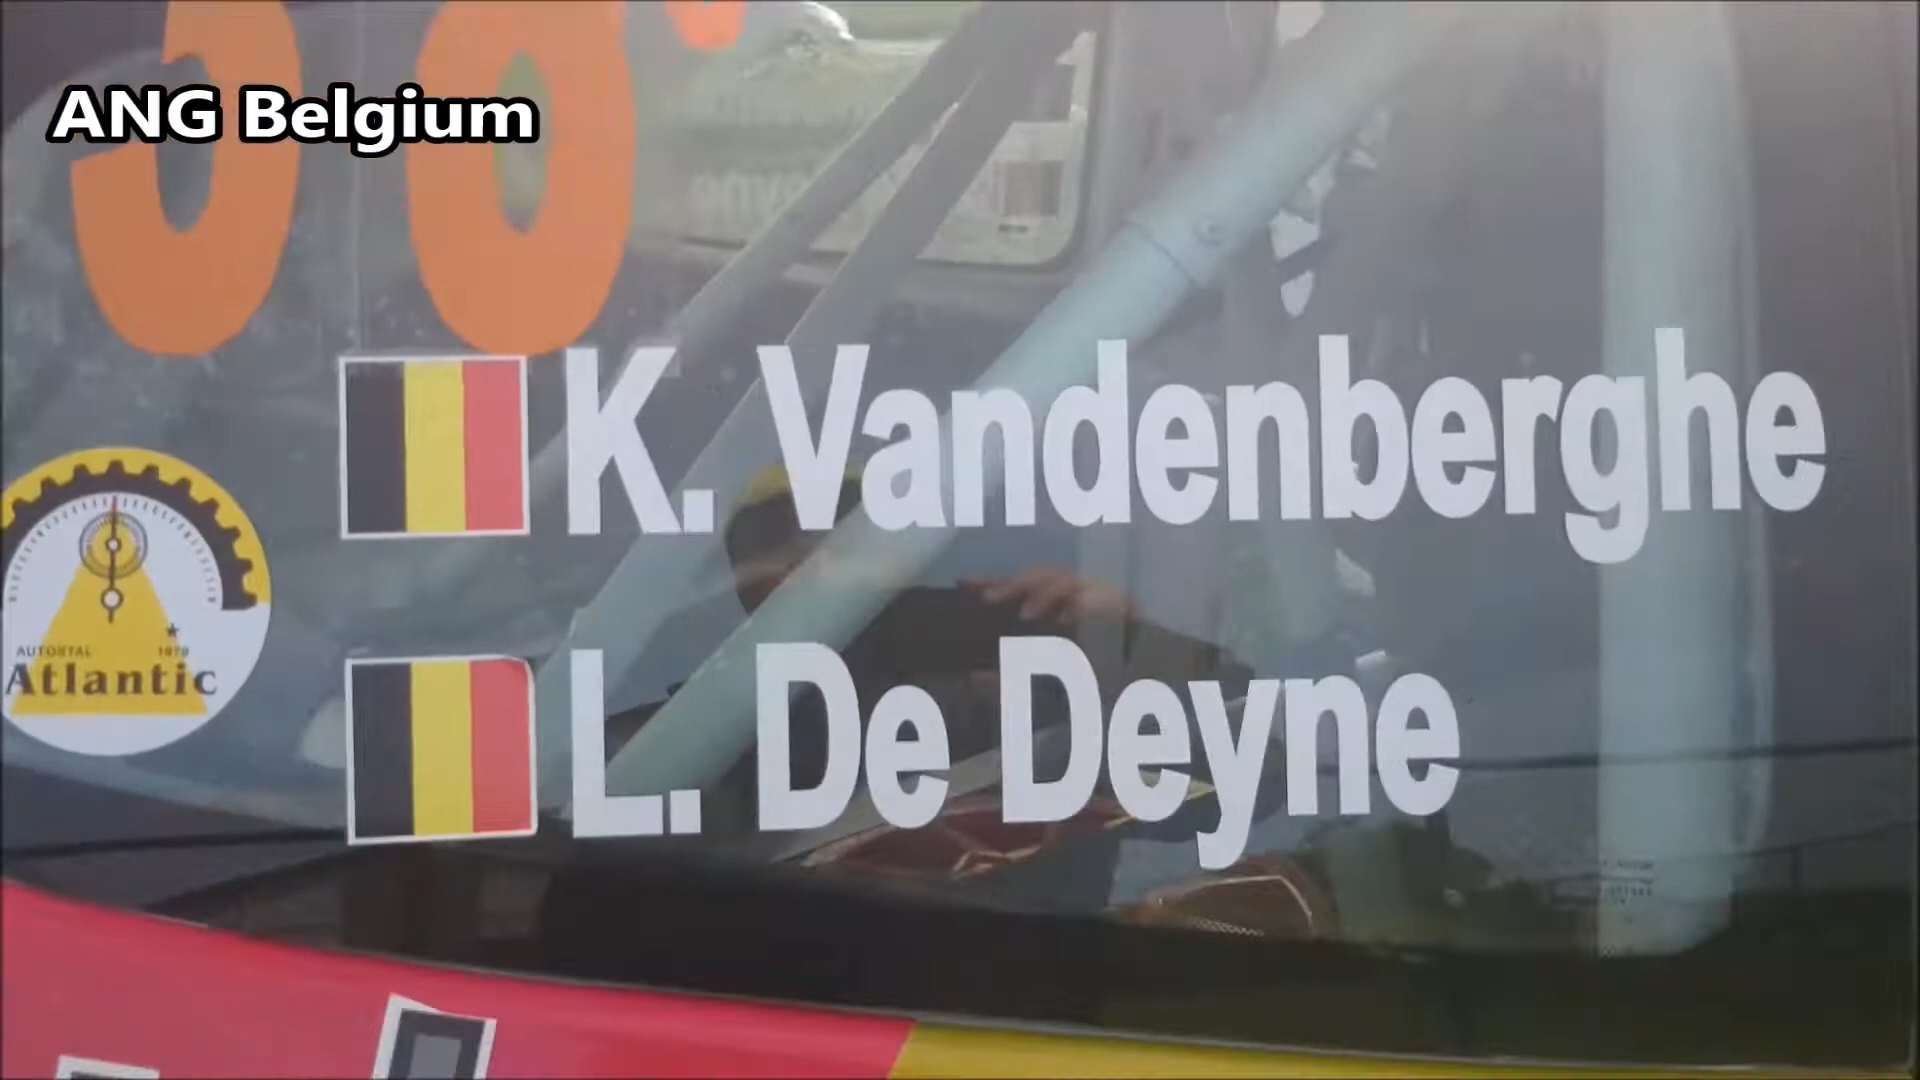 ANG Belgium
K. Vandenberghe
AUTOSTAL 1979
Atlantic
L. De Deyne